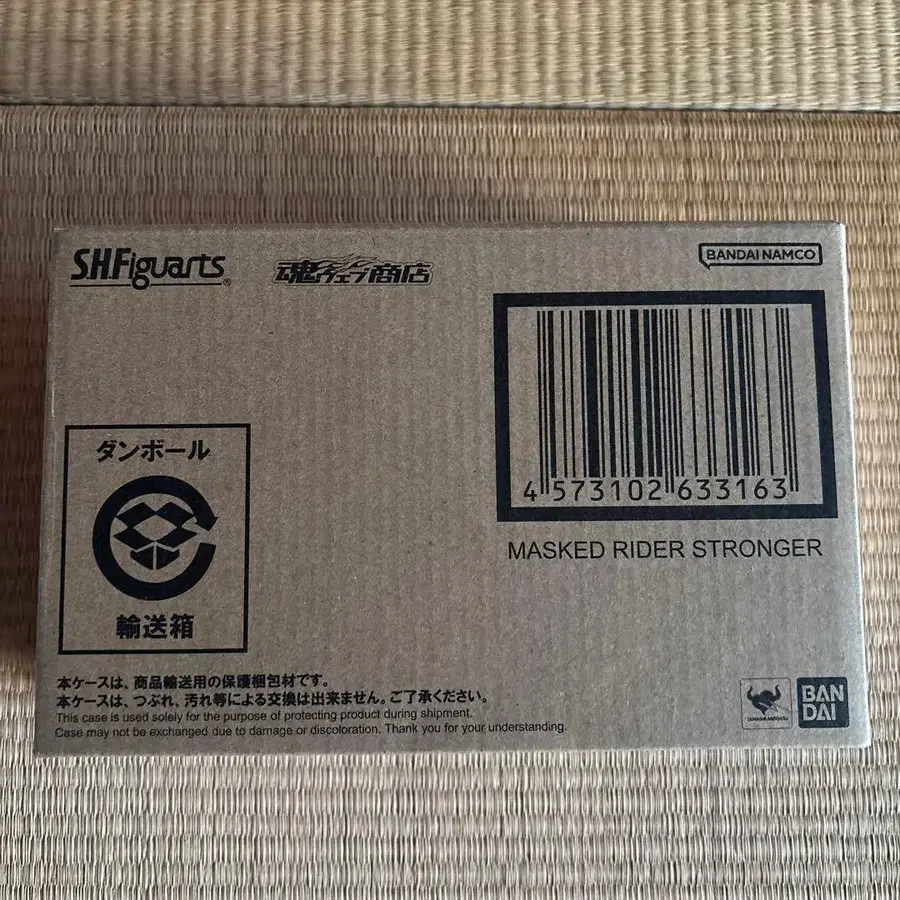 S.H.Figuarts®
魂ウェブ商店
BANDAI NAMCO
4 573102 633163
MASKED RIDER STRONGER
ダンボール
輸送箱
本ケースは、商品輸送用の保護梱包材です。
本ケースは、つぶれ、汚れ等による交換は出来ません。ご了承ください。
This case is used solely for the purpose of protecting product during shipment.
Case may not be exchanged due to damage or discoloration. Thank you for your understanding.
TAMASHII NATIONS
BAN
DAI